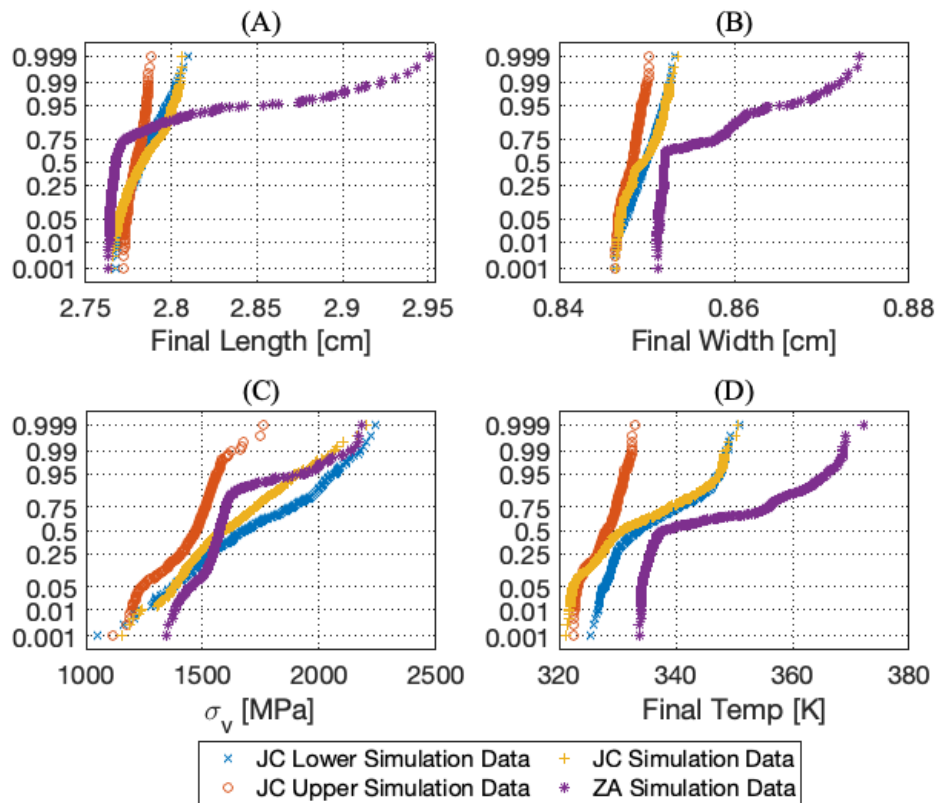 (A)
(B)
0.999
0.99
0.95
0.75
0.5
0.25
0.05
0.01
0.001
2.75 2.8 2.85 2.9 2.95
Final Length [cm]
0.999
0.99
0.95
0.75
0.5
0.25
0.05
0.01
0.001
0.84 0.86 0.88
Final Width [cm]
(C)
(D)
0.999
0.99
0.95
0.75
0.5
0.25
0.05
0.01
0.001
1000 1500 2000 2500
σv [MPa]
0.999
0.99
0.95
0.75
0.5
0.25
0.05
0.01
0.001
320 340 360 380
Final Temp [K]
JC Lower Simulation Data
JC Upper Simulation Data
JC Simulation Data
ZA Simulation Data